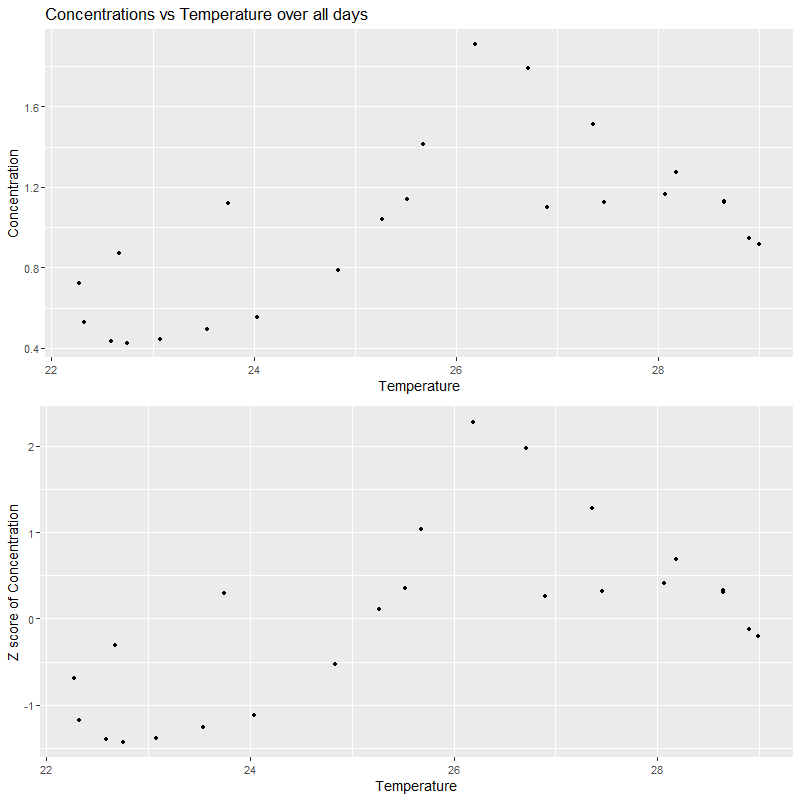 Concentrations vs Temperature over all days
Concentration
1.6
1.2
0.8
0.4
22 24 26 28
Temperature
Z score of Concentration
2
1
0
-1
22 24 26 28
Temperature